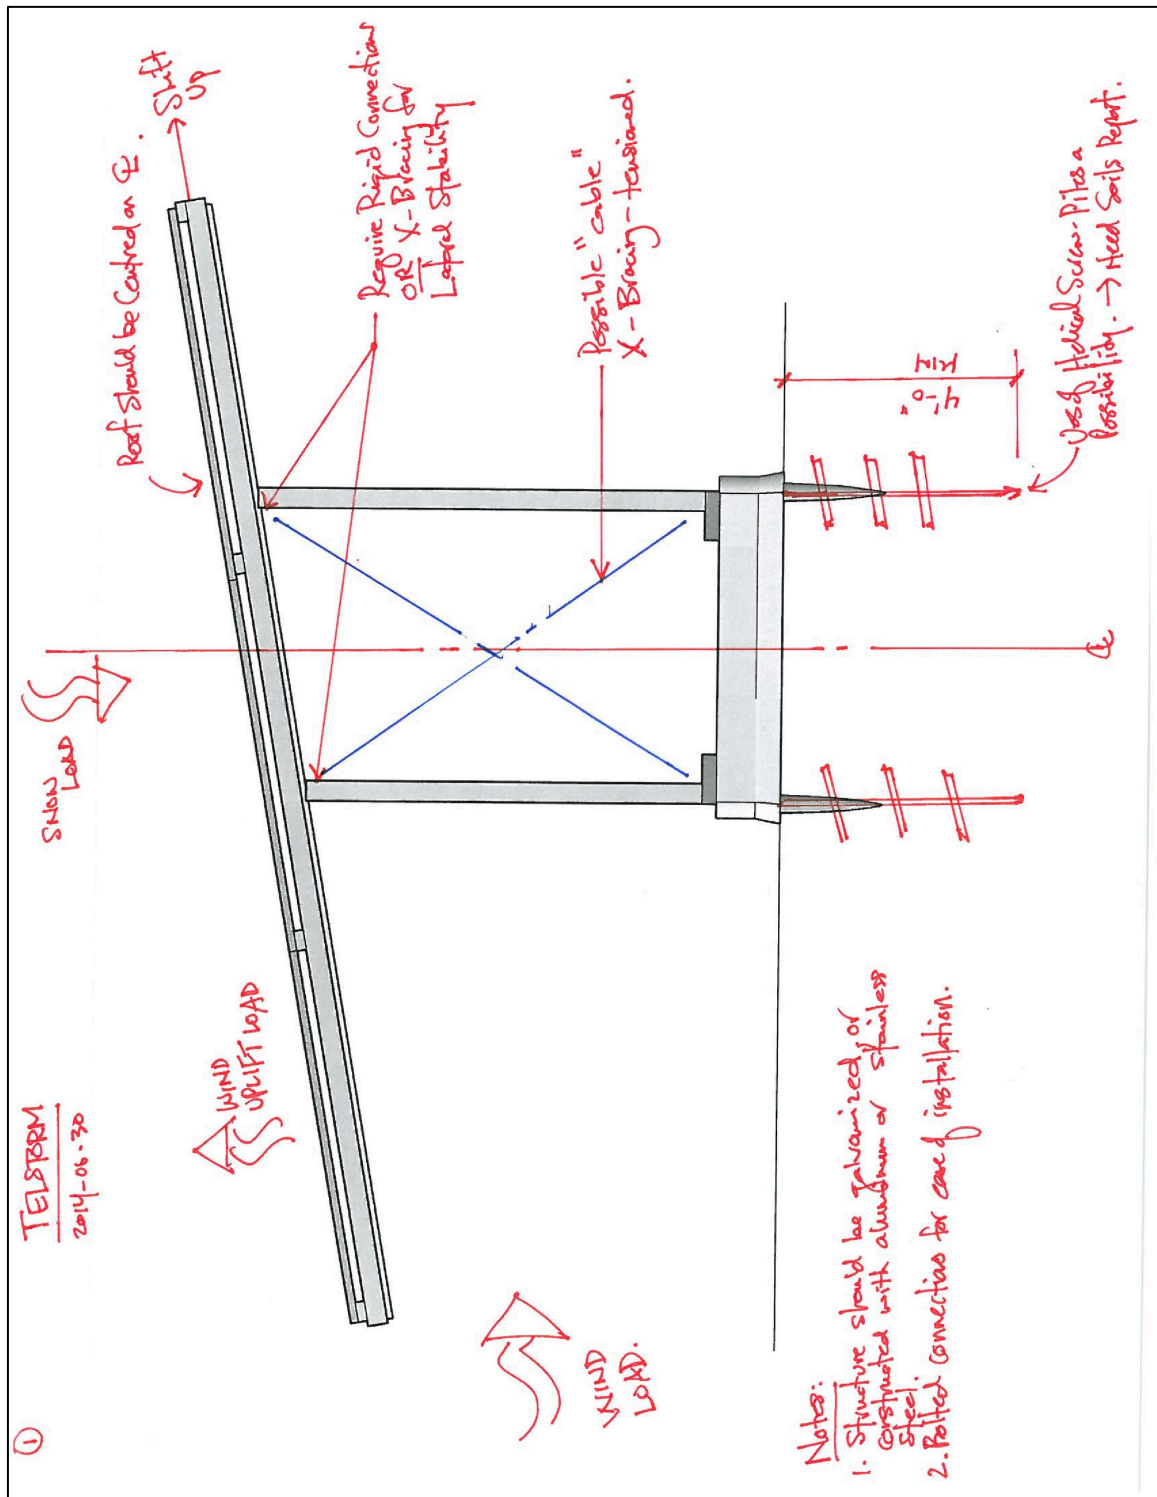 ①
TELSTORM
2014-06-30
SNOW
LOAD
WIND
UPLIFT LOAD
WIND
LOAD.
Roof should be Centred on ℄.
Shift
Up
Require Rigid Connections
OR X-Bracing for
Lateral Stability
Possible "cable"
X-Bracing-tensioned.
4'-0"
MIN
℄
Use of Helical Screw-Piles a
Possibility. → Need Soils Report.
Notes:
1. Structure should be galvanized, or
constructed with aluminum or stainless
steel.
2. Bolted connections for ease of installation.